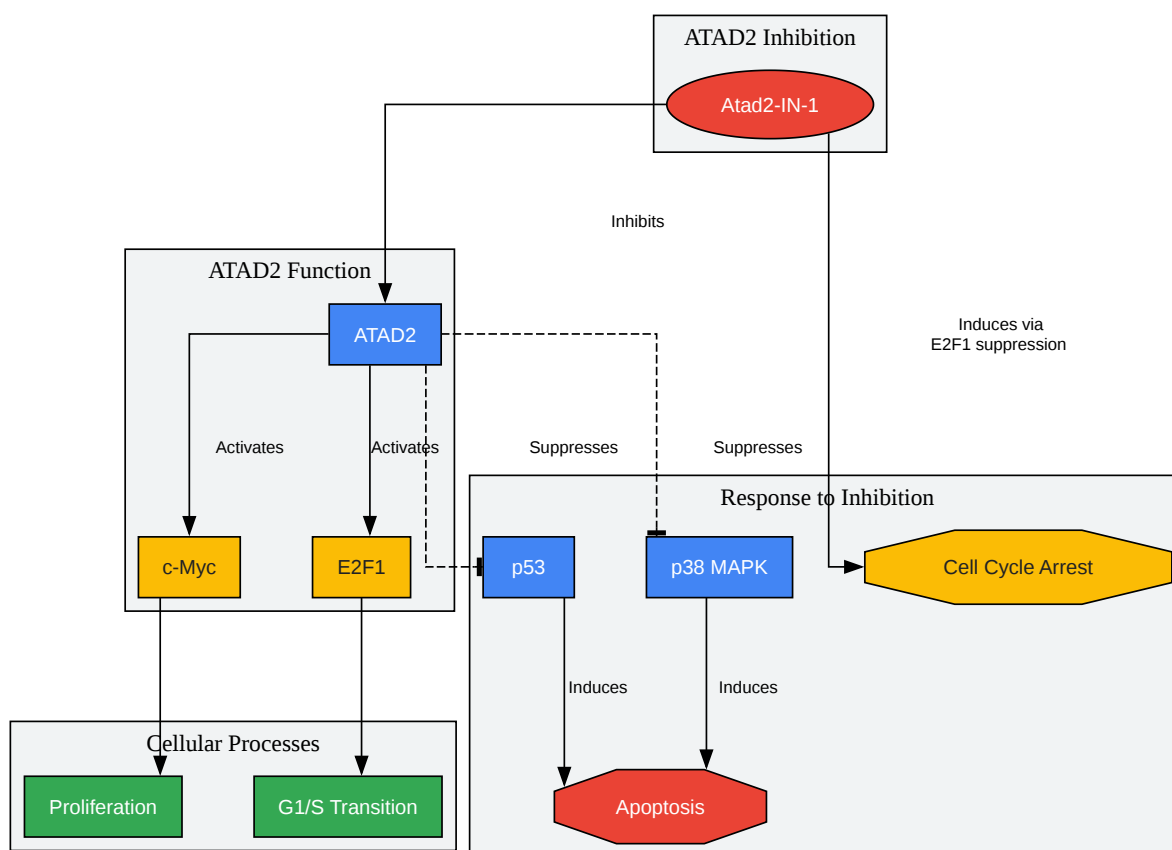 ATAD2 Inhibition
Atad2-IN-1
Inhibits
ATAD2 Function
ATAD2
Induces via
E2F1 suppression
Activates
Activates
Suppresses
Suppresses
Response to Inhibition
c-Myc
E2F1
p53
p38 MAPK
Cell Cycle Arrest
Induces
Induces
Cellular Processes
Proliferation
G1/S Transition
Apoptosis